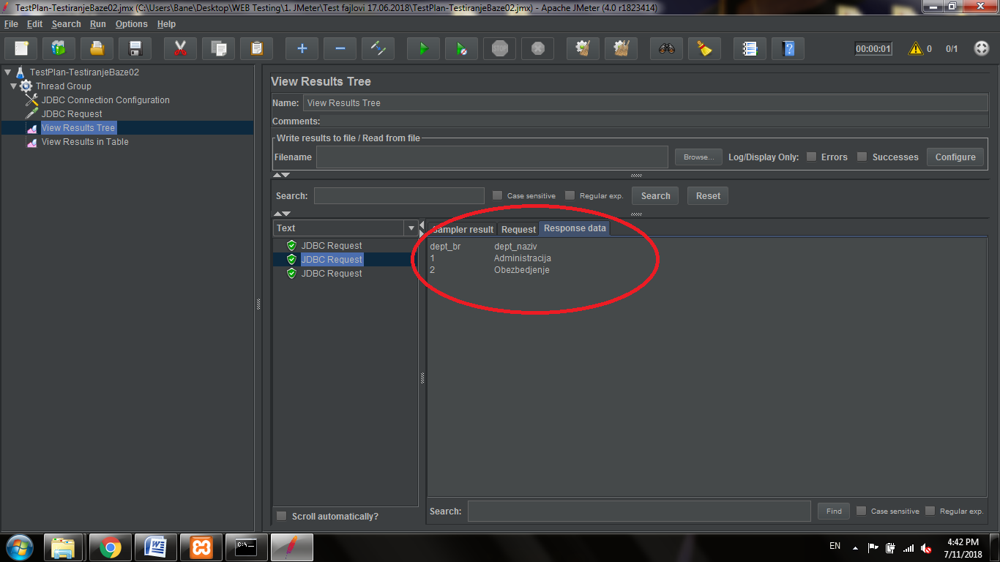 TestPlan-TestiranjeBaze02.jmx (C:\Users\Bane\Desktop\WEB Testing\1. JMeter\Test fajlovi 17.06.2018\TestPlan-TestiranjeBaze02.jmx) - Apache JMeter (4.0 r1823414)
File Edit Search Run Options Help
STOP 00:00:01 0 0/1
TestPlan-TestiranjeBaze02
Thread Group
JDBC Connection Configuration
JDBC Request
View Results Tree
View Results in Table
View Results Tree
Name: View Results Tree
Comments:
Write results to file / Read from file
Filename Browse... Log/Display Only: Errors Successes Configure
Search: Case sensitive Regular exp. Search Reset
Text
JDBC Request
JDBC Request
JDBC Request
Scroll automatically?
Sampler result Request Response data
dept_br dept_naziv
1 Administracija
2 Obezbedjenje
Search: Find Case sensitive Regular exp.
C:\.
EN 4:42 PM
7/11/2018